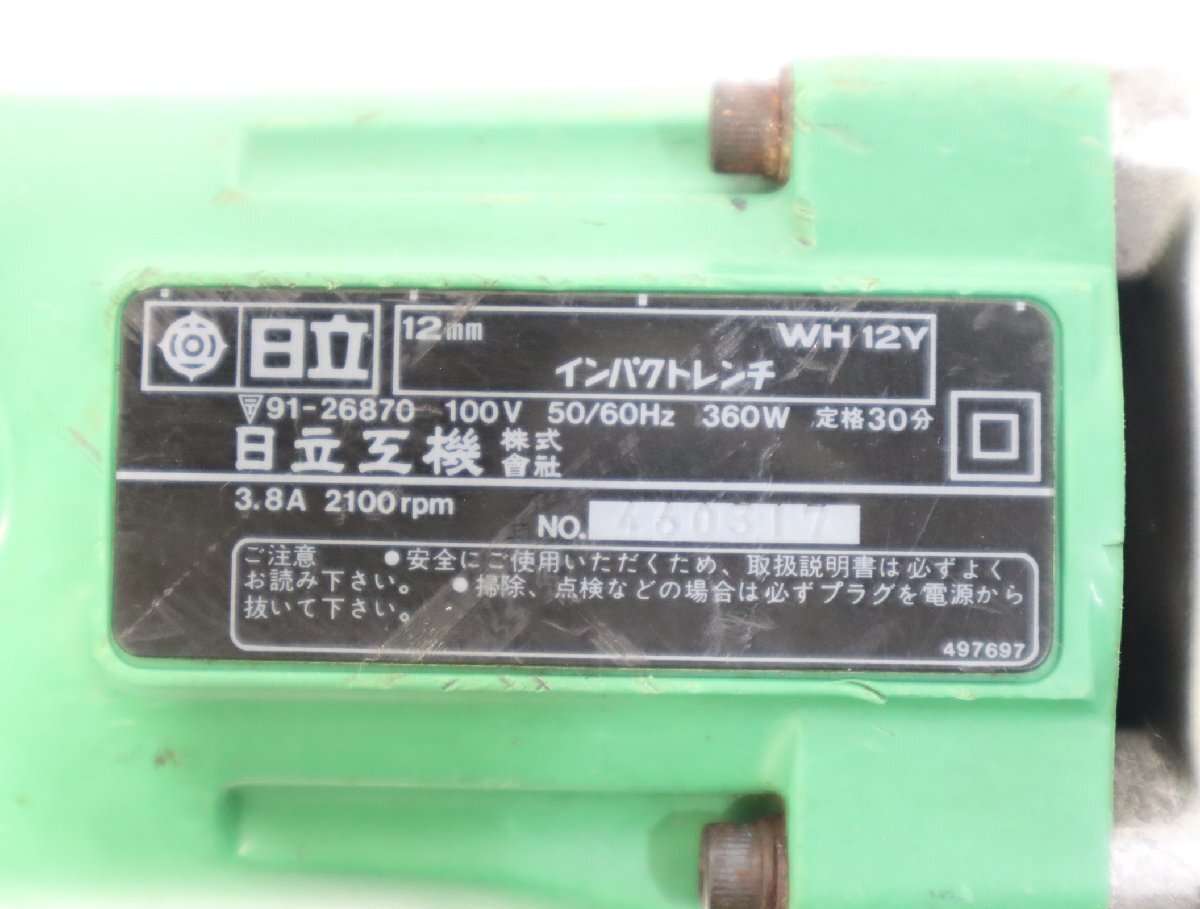 日立
12mm WH 12Y
インパクトレンチ
〒91-26870 100V 50/60Hz 360W 定格30分
日立工機 株式會社
3.8A 2100rpm
NO. 460317
ご注意 ●安全にご使用いただくため、取扱説明書は必ずよく
お読み下さい。 ●掃除、点検などの場合は必ずプラグを電源から
抜いて下さい。
497697